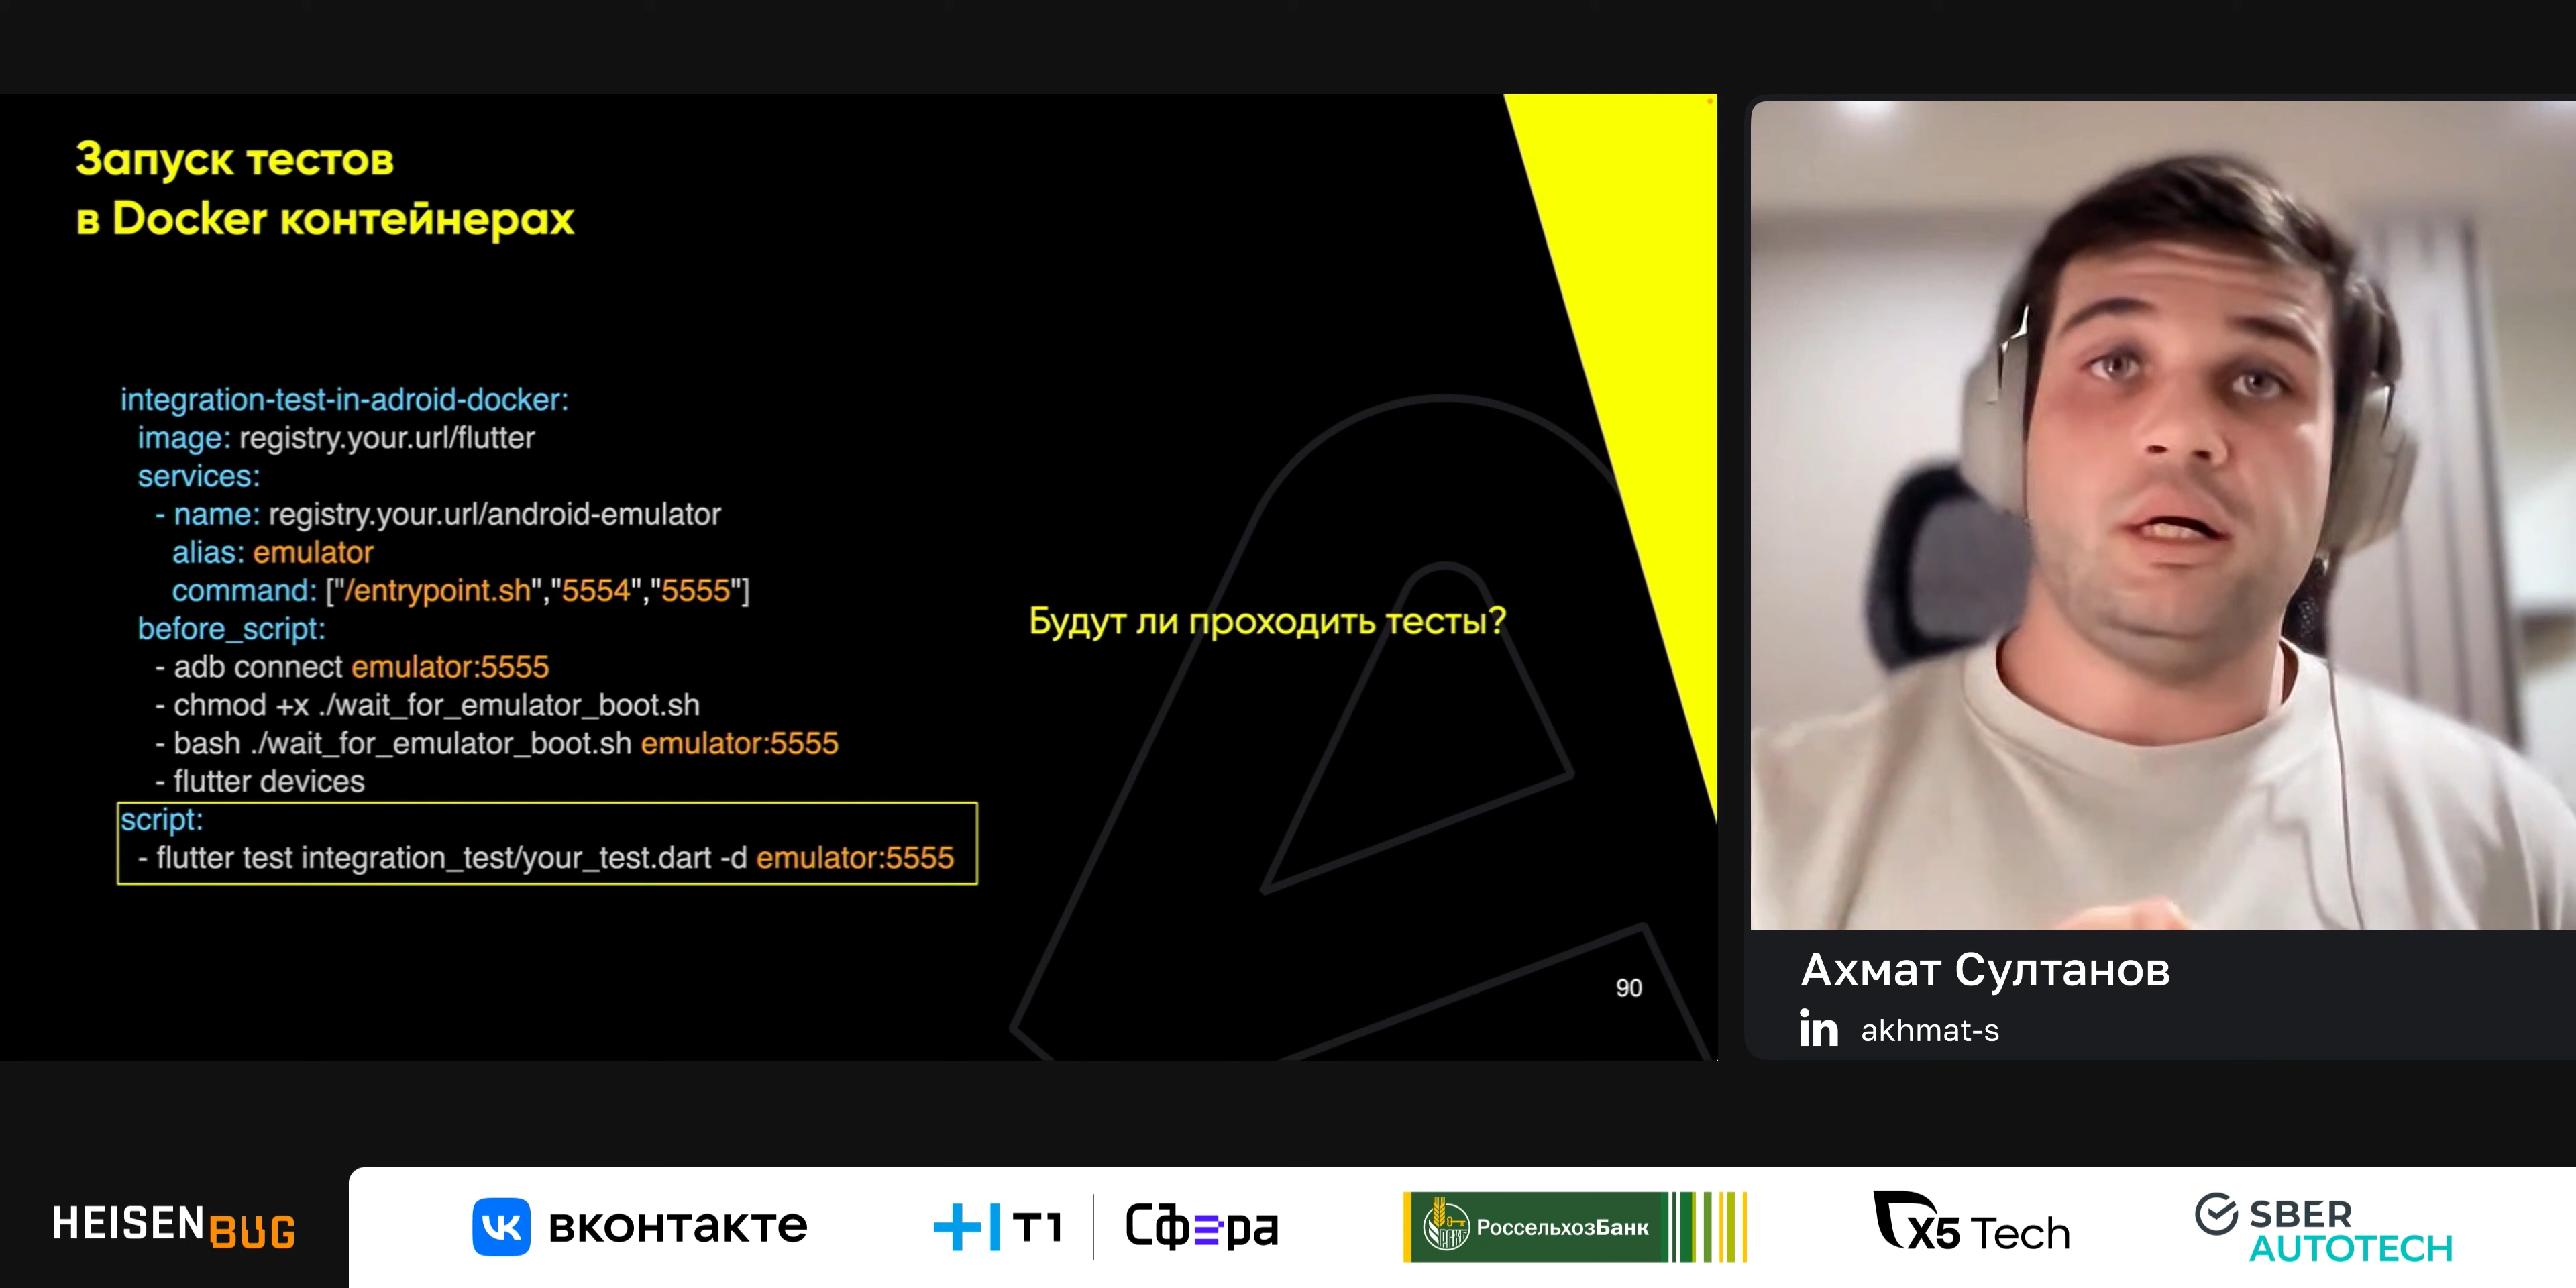 Запуск тестов
в Docker контейнерах
integration-test-in-adroid-docker:
image: registry.your.url/flutter
services:
- name: registry.your.url/android-emulator
alias: emulator
command: ["/entrypoint.sh","5554","5555"]
before_script:
- adb connect emulator:5555
- chmod +x ./wait_for_emulator_boot.sh
- bash ./wait_for_emulator_boot.sh emulator:5555
- flutter devices
script:
- flutter test integration_test/your_test.dart -d emulator:5555
Будут ли проходить тесты?
90
Ахмат Султанов
in akhmat-s
HEISENBUG
VK ВКОНТАКТЕ
T1
Сфера
РоссельхозБанк
X5 Tech
SBER
AUTOTECH